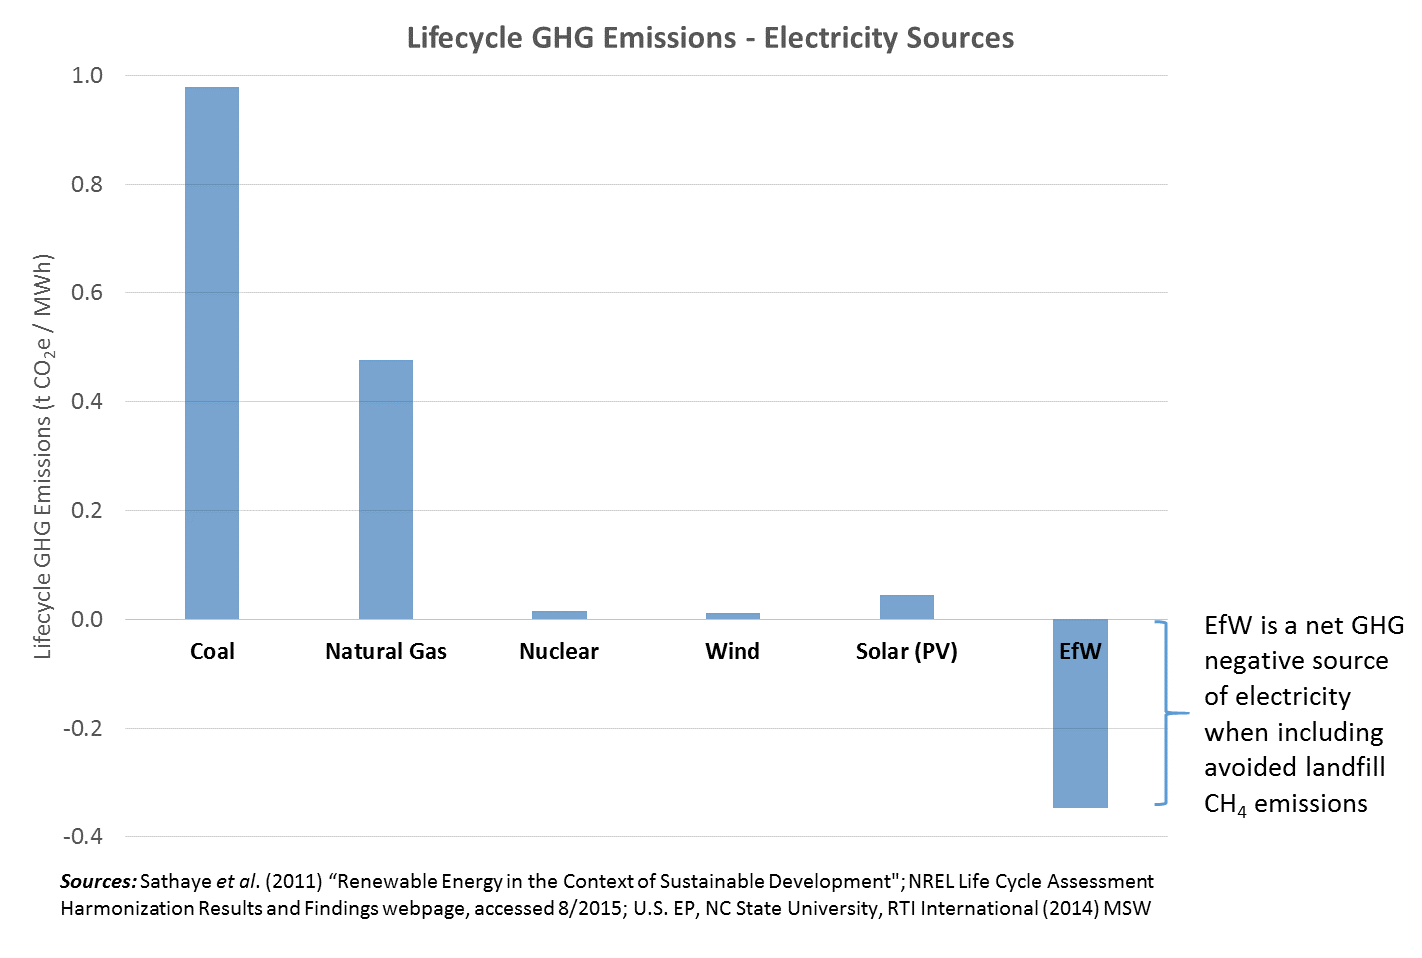 Lifecycle GHG Emissions - Electricity Sources
Lifecycle GHG Emissions (t CO2e / MWh)
1.0
0.8
0.6
0.4
0.2
0.0
-0.2
-0.4
Coal
Natural Gas
Nuclear
Wind
Solar (PV)
EfW
EfW is a net GHG
negative source
of electricity
when including
avoided landfill
CH4 emissions
Sources: Sathaye et al. (2011) “Renewable Energy in the Context of Sustainable Development"; NREL Life Cycle Assessment
Harmonization Results and Findings webpage, accessed 8/2015; U.S. EP, NC State University, RTI International (2014) MSW